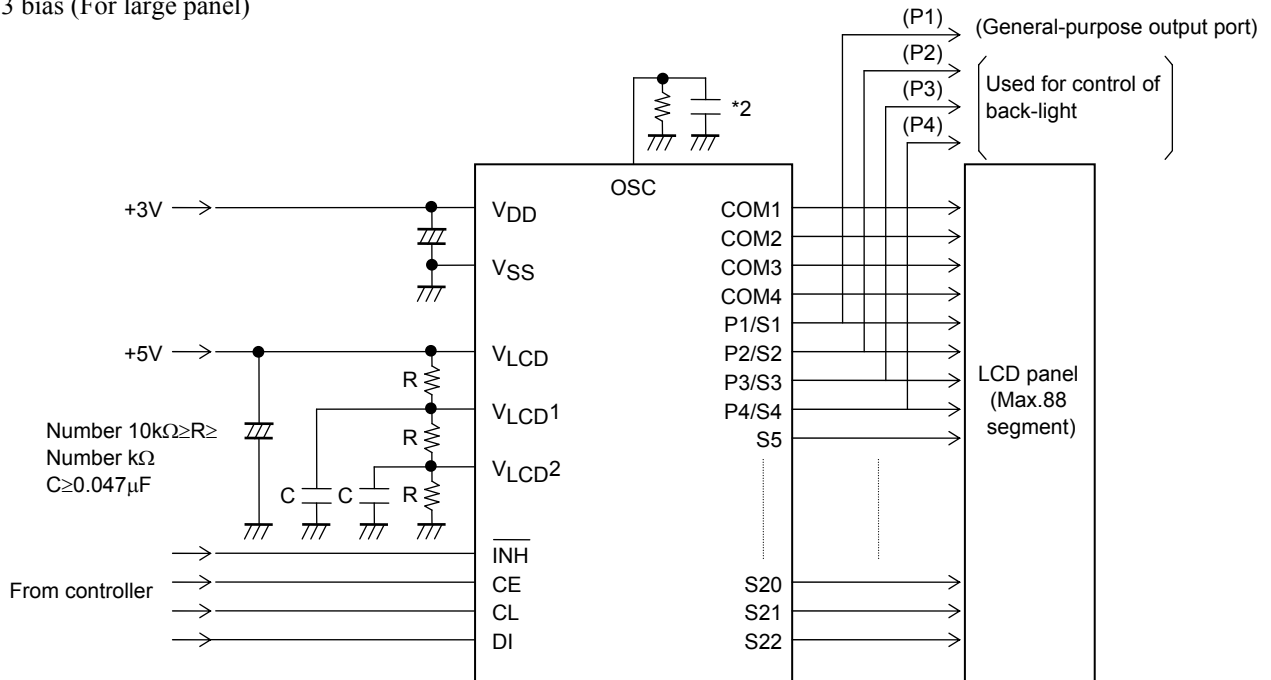 3 bias (For large panel)
(P1)
(General-purpose output port)
(P2)
(P3)
(P4)
Used for control of
back-light
*2
OSC
+3V
VDD
VSS
+5V
VLCD
R
VLCD1
R
VLCD2
R
C
C
Number 10kΩ≥R≥
Number kΩ
C≥0.047μF
From controller
INH
CE
CL
DI
COM1
COM2
COM3
COM4
P1/S1
P2/S2
P3/S3
P4/S4
S5
S20
S21
S22
LCD panel
(Max.88
segment)